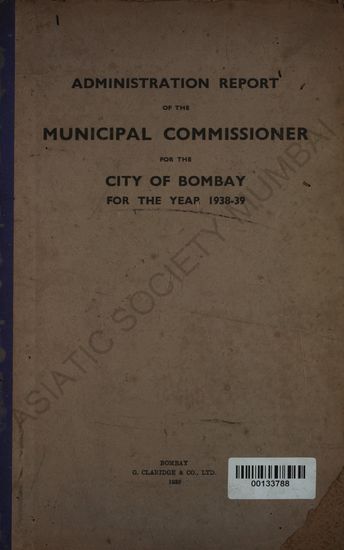 ADMINISTRATION REPORT
OF THE
MUNICIPAL COMMISSIONER
FOR THE
CITY OF BOMBAY
FOR THE YEAR 1938-39
ASIATIC SOCIETY MUMBAI
BOMBAY
G. CLARIDGE & CO., LTD.
00133788